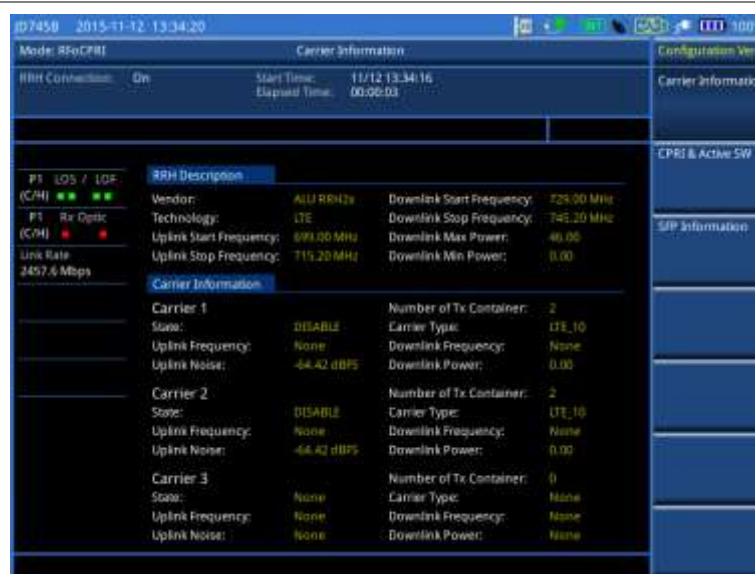 JD745B 2015-11-12 13:34:20
INT
100
Mode: RFoCPRI Carrier Information Configuration Ver
RRH Connection: On Start Time: 11/12 13:34:16
Elapsed Time: 00:00:03
Carrier Informatio
CPRI & Active SW
SFP Information
P1 LOS / LOF
(C/H)
P1 Rx Optic
(C/H)
Link Rate
2457.6 Mbps
RRH Description
Vendor: ALU RRH2x Downlink Start Frequency: 729.00 MHz
Technology: LTE Downlink Stop Frequency: 745.20 MHz
Uplink Start Frequency: 699.00 MHz Downlink Max Power: 46.00
Uplink Stop Frequency: 715.20 MHz Downlink Min Power: 0.00
Carrier Information
Carrier 1 Number of Tx Container: 2
State: DISABLE Carrier Type: LTE_10
Uplink Frequency: None Downlink Frequency: None
Uplink Noise: -64.42 dBFS Downlink Power: 0.00
Carrier 2 Number of Tx Container: 2
State: DISABLE Carrier Type: LTE_10
Uplink Frequency: None Downlink Frequency: None
Uplink Noise: -64.42 dBFS Downlink Power: 0.00
Carrier 3 Number of Tx Container: 0
State: None Carrier Type: None
Uplink Frequency: None Downlink Frequency: None
Uplink Noise: None Downlink Power: None